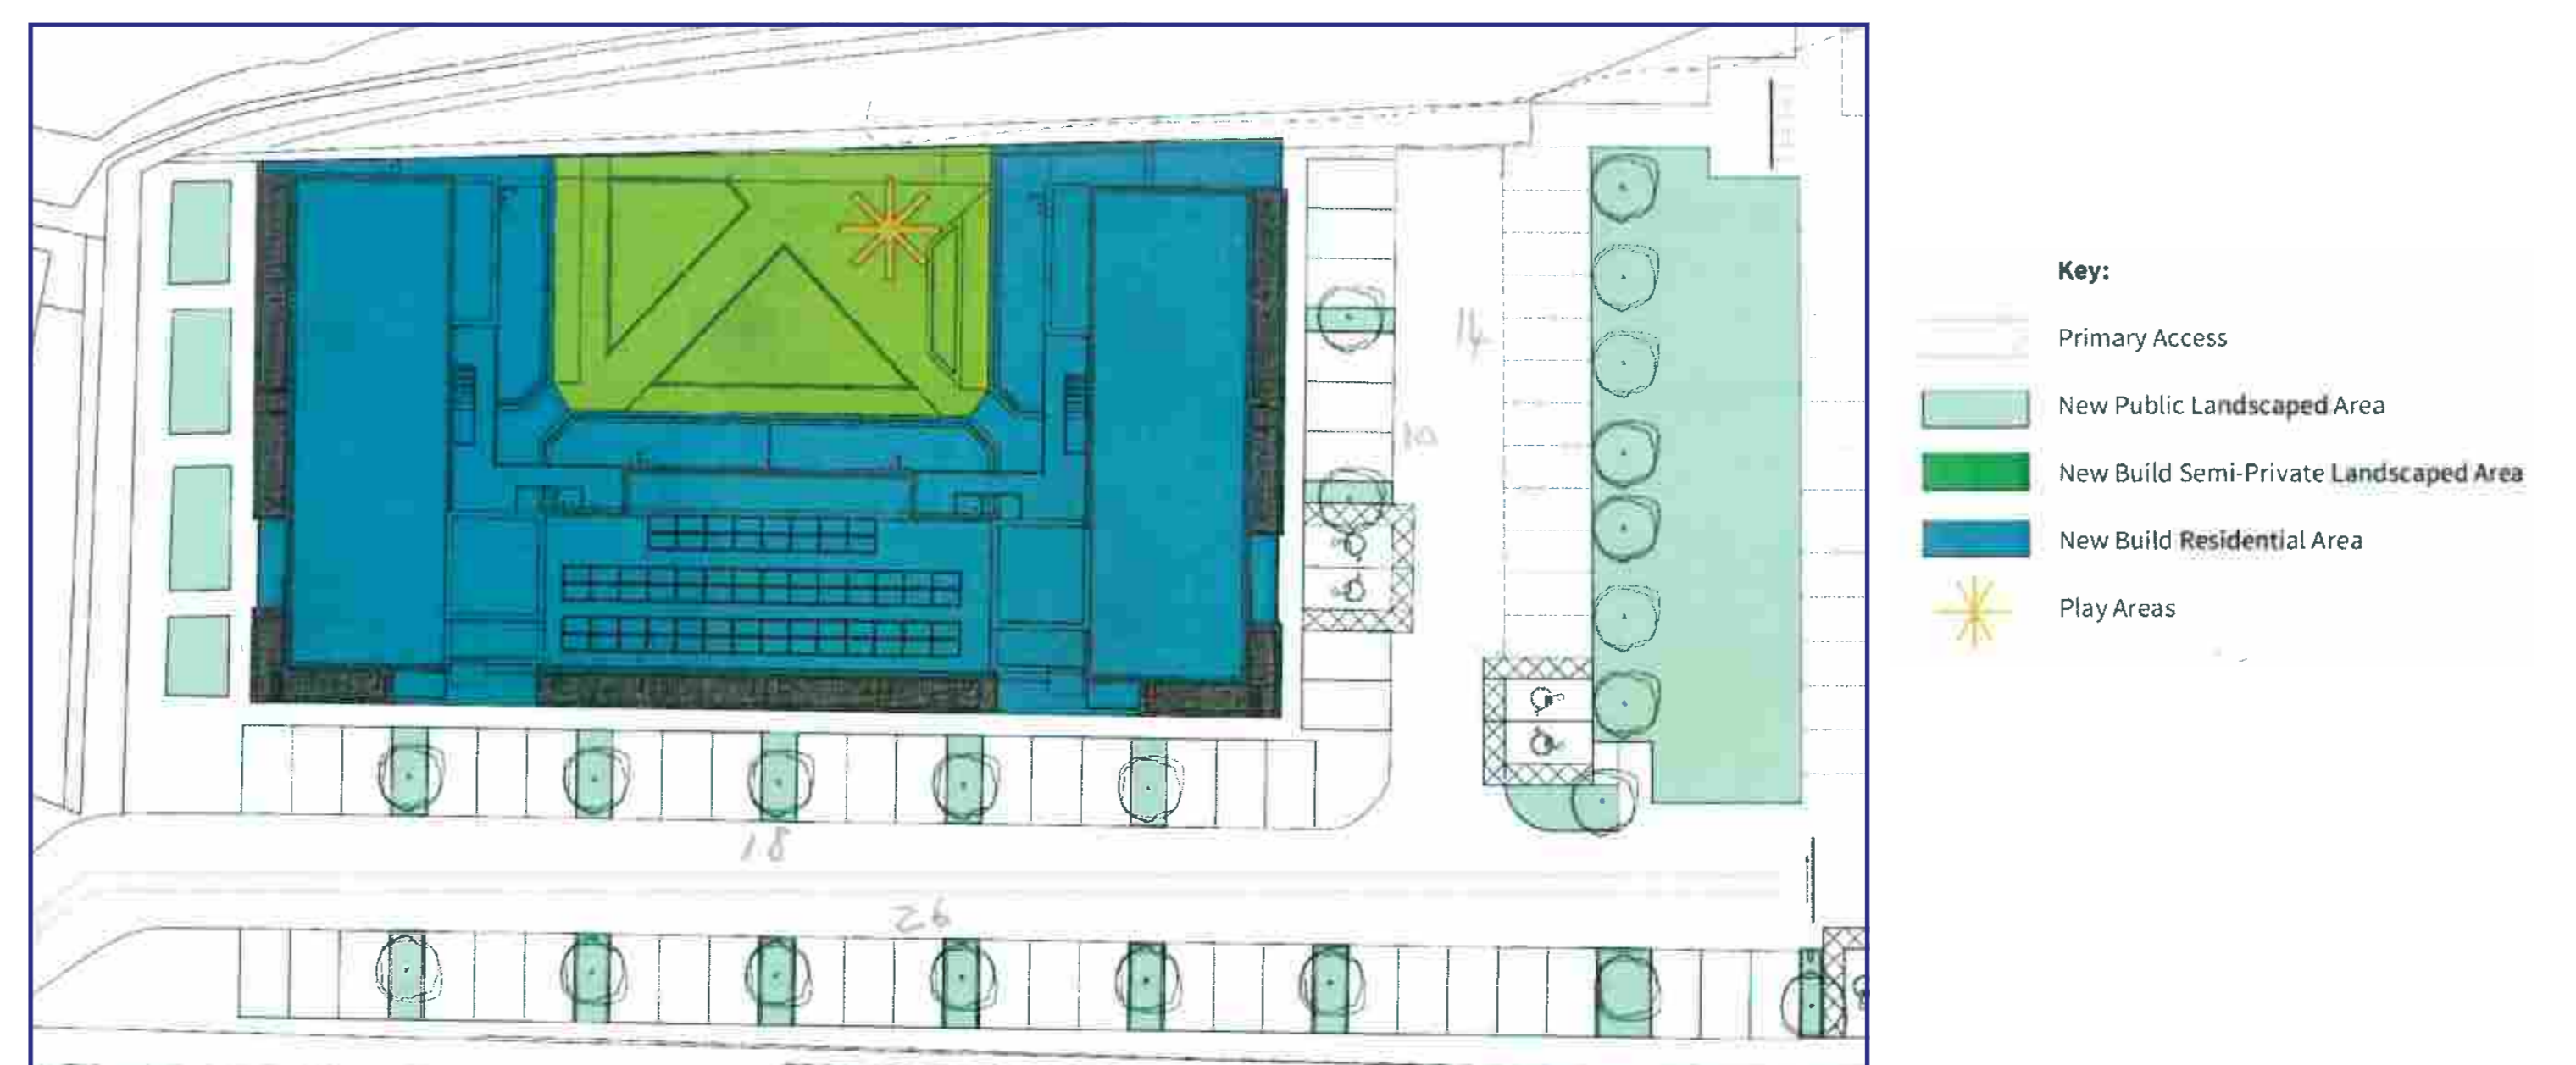 Key:
Primary Access
New Public Landscaped Area
New Build Semi-Private Landscaped Area
New Build Residential Area
Play Areas
14
10
18
26